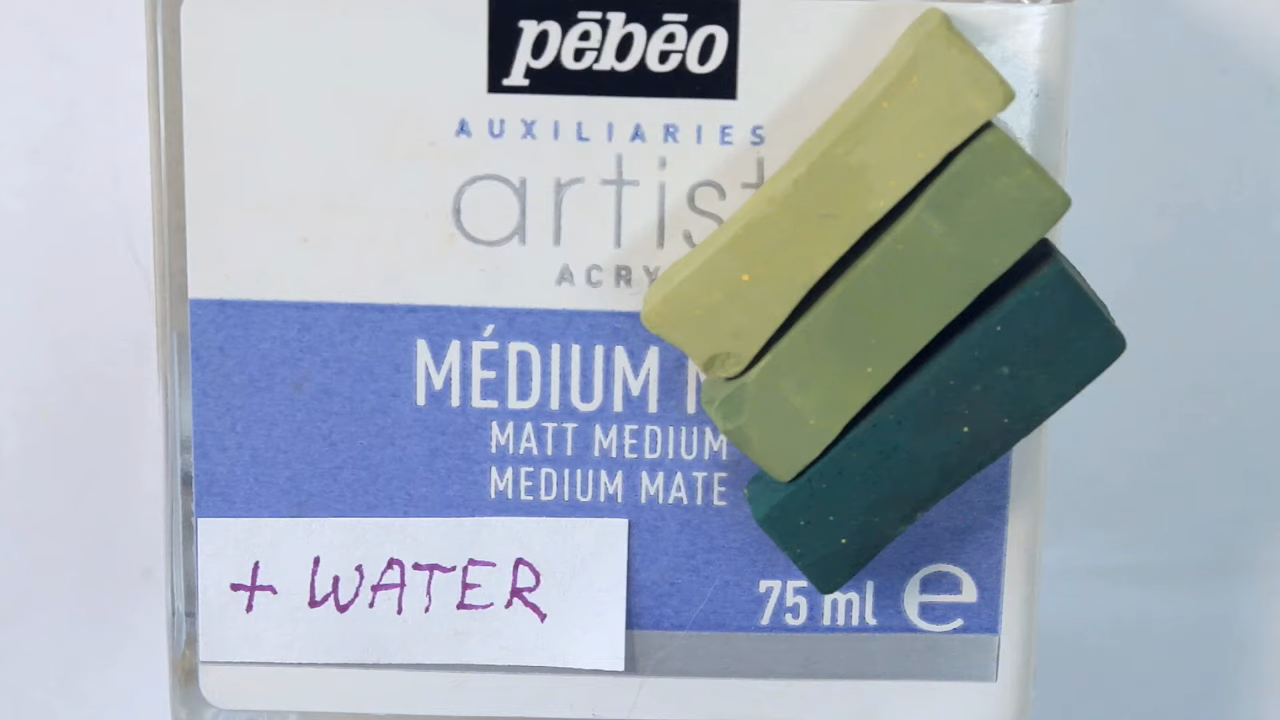 pēbēo
AUXILIARIES
artist
ACRY
MÉDIUM M
MATT MEDIUM
MEDIUM MATE
+ WATER
75 ml e